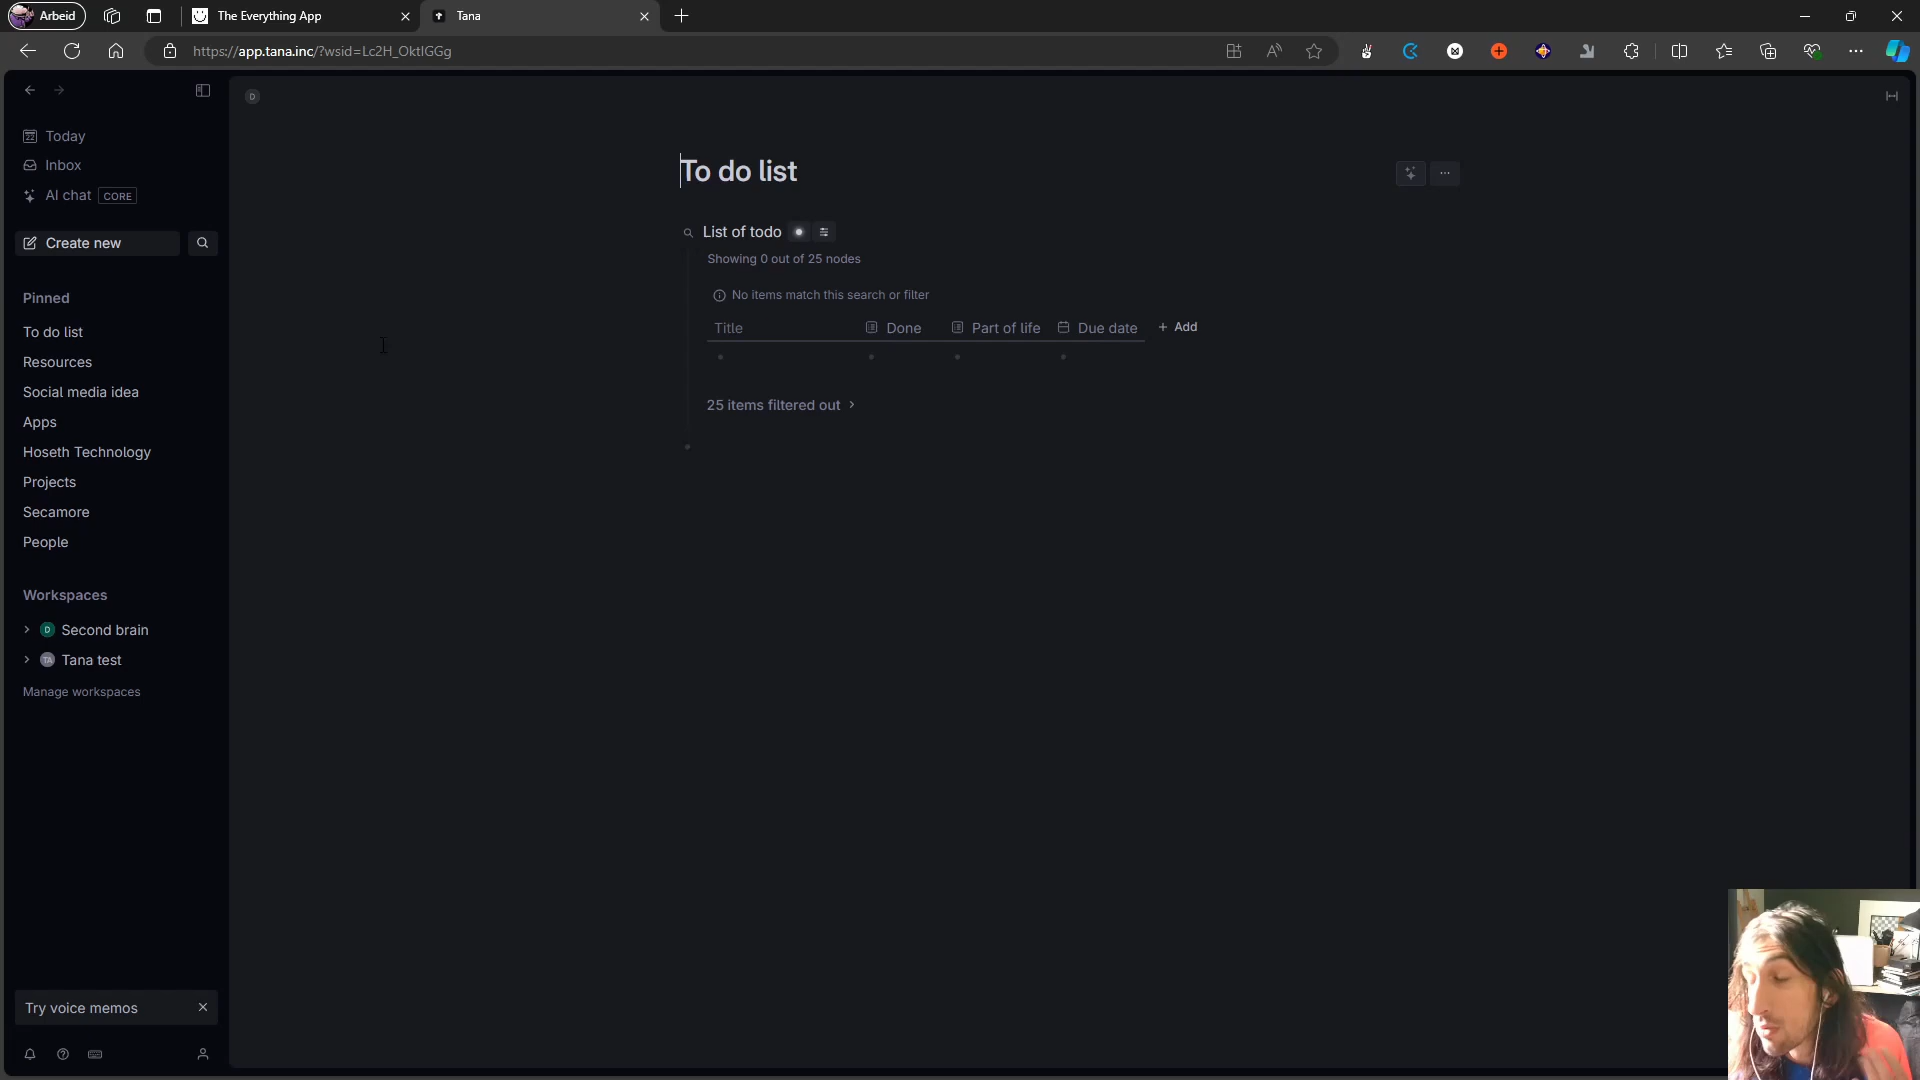 Arbeid
The Everything App
Tana
https://app.tana.inc/?wsid=Lc2H_OktlGGg
22
Today
Inbox
AI chat CORE
Create new
Pinned
To do list
Resources
Social media idea
Apps
Hoseth Technology
Projects
Secamore
People
Workspaces
D Second brain
TA Tana test
Manage workspaces
Try voice memos
D
To do list
List of todo
Showing 0 out of 25 nodes
No items match this search or filter
Title Done Part of life Due date + Add
25 items filtered out